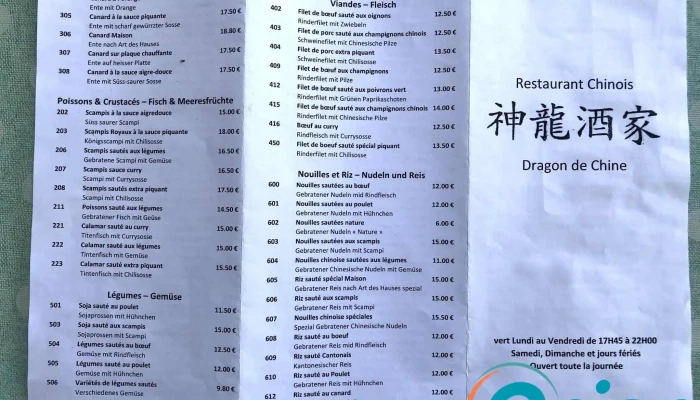 Ente mit Orange
305 Canard à la sauce piquante 17.50 €
Ente mit scharf gewürzter Sosse
306 Canard Maison 18.80 €
Ente nach Art des Hauses
307 Canard sur plaque chauffante 17.50 €
Ente auf heisser Platte
308 Canard à la sauce aigre-douce 17.50 €
Ente mit Süss-saurer Sosse
Poissons & Crustacés – Fisch & Meeresfrüchte
202 Scampis à la sauce aigredouce 15.00 €
Süss saurer Scampi
203 Scampis Royaux à la sauce piquante 18.00 €
Königsscampi mit Chilisosse
206 Scampis sautés aux légumes 16.50 €
Gebratene Scampi mit Gemüse
207 Scampis sauce curry 16.50 €
Scampi mit Currysosse
208 Scampis sautés extra piquant 17.50 €
Scampi mit Chilisosse
211 Poissons sauté aux légumes 14.50 €
Gebratener Fisch mit Geüse
221 Calamar sauté au curry 15.00 €
Titenfisch mit Currysosse
222 Calamar sauté aux légumes 15.00 €
Tintenfisch mit Gemüse
223 Calamar sauté extra piquant 15.50 €
Tintenfisch mit Chilisosse
Légumes – Gemüse
501 Soja sauté au poulet 11.50 €
Sojaprossen mit Hühnchen
503 Soja sauté aux scampis 15.00 €
Sojaprossen mit Scampi
504 Légumes sautés au bœuf 12.50 €
Gemüse mit Rindfleisch
505 Légumes sauté au poulet 12.00 €
Gemüse mit Hühnchen
506 Variétés de légumes sautés 9.80 €
Verschiedenes Gemüse
Viandes – Fleisch
402 Filet de bœuf sauté aux oignons 12.50 €
Rinderfilet mit Zwiebeln
403 Filet de porc sauté aux champignons chinois 12.50 €
Schweinefilet mit Chinesische Pilze
404 Filet de porc extra piquant 13.50 €
Schweinefilet mit Chilisosse
409 Filet de bœuf aux champignons 12.50 €
Rinderfilet mit Pilze
412 Filet de bœuf sauté aux poivrons vert 13.00 €
Rinderfilet mit Grünen Paprikaschoten
415 Filet de bœuf sauté aux champignons chinois 14.00 €
Rinderfilet mit Chinesische Pilze
416 Bœuf au curry 12.50 €
Rindfleisch mit Currysosse
450 Filet de boeuf spécial piquant 13.50 €
Rinderfilet mit Chilisosse
Nouilles et Riz – Nudeln und Reis
600 Nouilles sautées au bœuf 12.00 €
Gebratener Nudeln mid Rindfleisch
601 Nouilles sautées au poulet 12.00 €
Gebratener Nudeln mit Hühnchen
602 Nouilles sautées nature 6.00 €
Gebratener Nudeln « Nature »
603 Nouilles sautées aux scampis 15.00 €
Gebratener Nudeln mit Scampi
604 Nouilles chinoise sautées aux légumes 11.00 €
Gebratener Chinesische Nudeln mit Gemüse
605 Riz sauté spécial Maison 15.00 €
Gebratener Reis nach Art des Hauses spécial
606 Riz sauté aux scampis 15.00 €
Gebratener Reis mit Scampi
607 Nouilles chinoise spéciales 15.50 €
Spezial Gebratener Chinesische Nudeln
608 Riz sauté au bœuf 12.00 €
Gebratener Reis mid Rindfleisch
609 Riz sauté Cantonais 12.00 €
Kantonesischer Reis
610 Riz sauté au Poulet 12.00 €
Gebratener Reis mit Hühnchen
612 Riz sauté au canard 12.00 €
Restaurant Chinois
神龍酒家
Dragon de Chine
vert Lundi au Vendredi de 17H45 à 22H00
Samedi, Dimanche et jours fériés
Ouvert toute la journée